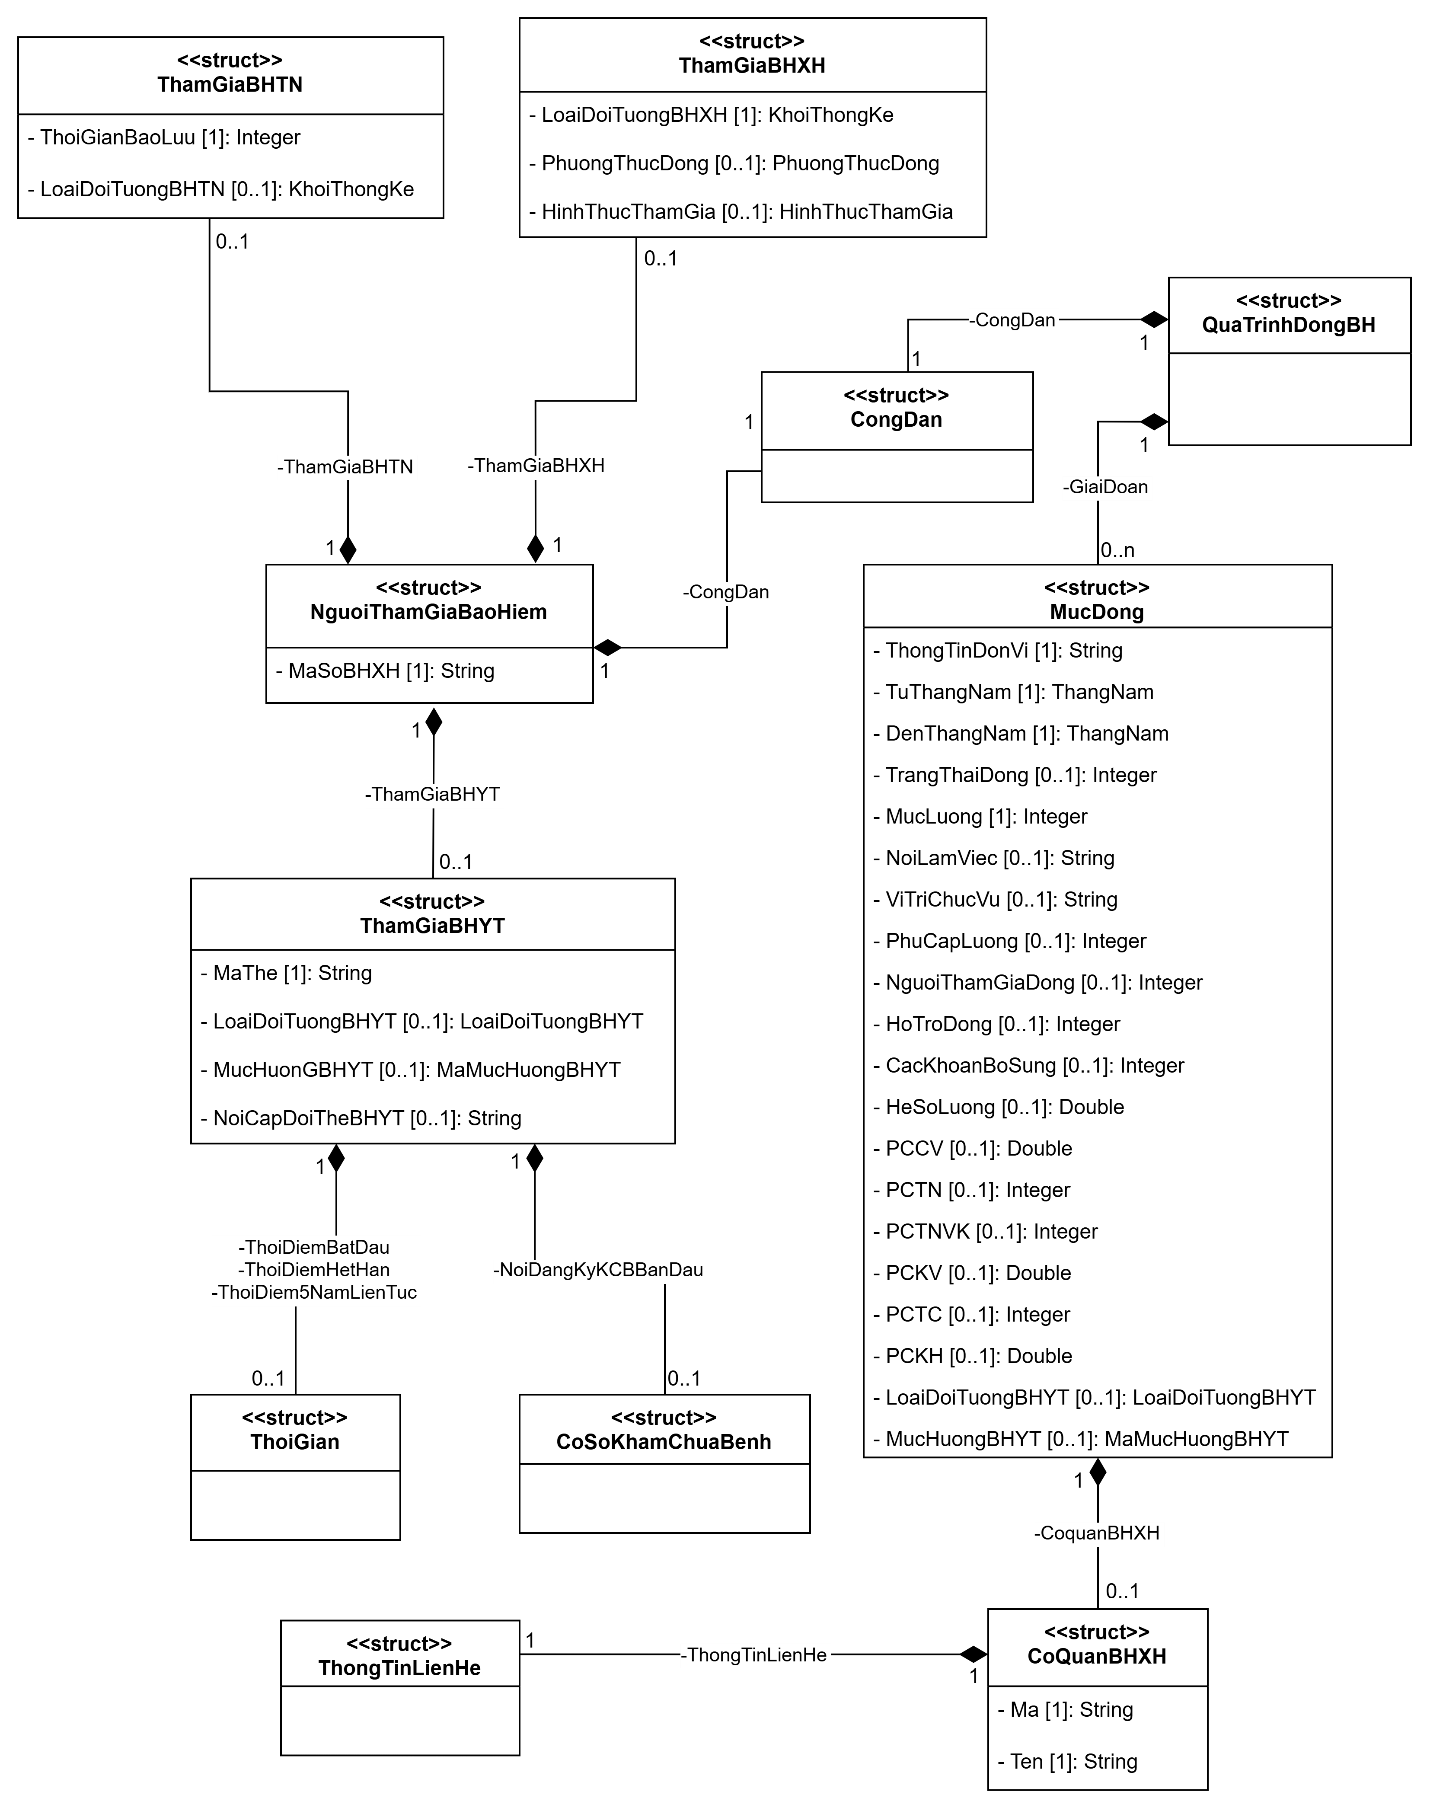 <<struct>>
ThamGiaBHTN
- ThoiGianBaoLuu [1]: Integer
- LoaiDoiTuongBHTN [0..1]: KhoiThongKe
0..1
<<struct>>
ThamGiaBHXH
- LoaiDoiTuongBHXH [1]: KhoiThongKe
- PhuongThucDong [0..1]: PhuongThucDong
- HinhThucThamGia [0..1]: HinhThucThamGia
0..1
<<struct>>
QuaTrinhDongBH
-CongDan
1
1
<<struct>>
CongDan
1
1
-GiaiDoan
0..n
-ThamGiaBHTN
-ThamGiaBHXH
1
1
<<struct>>
NguoiThamGiaBaoHiem
- MaSoBHXH [1]: String
-CongDan
1
1
-ThamGiaBHYT
0..1
<<struct>>
MucDong
- ThongTinDonVi [1]: String
- TuThangNam [1]: ThangNam
- DenThangNam [1]: ThangNam
- TrangThaiDong [0..1]: Integer
- MucLuong [1]: Integer
- NoiLamViec [0..1]: String
- ViTriChucVu [0..1]: String
- PhuCapLuong [0..1]: Integer
- NguoiThamGiaDong [0..1]: Integer
- HoTroDong [0..1]: Integer
- CacKhoanBoSung [0..1]: Integer
- HeSoLuong [0..1]: Double
- PCCV [0..1]: Double
- PCTN [0..1]: Integer
- PCTNVK [0..1]: Integer
- PCKV [0..1]: Double
- PCTC [0..1]: Integer
- PCKH [0..1]: Double
- LoaiDoiTuongBHYT [0..1]: LoaiDoiTuongBHYT
- MucHuongBHYT [0..1]: MaMucHuongBHYT
<<struct>>
ThamGiaBHYT
- MaThe [1]: String
- LoaiDoiTuongBHYT [0..1]: LoaiDoiTuongBHYT
- MucHuonGBHYT [0..1]: MaMucHuongBHYT
- NoiCapDoiTheBHYT [0..1]: String
1
1
-ThoiDiemBatDau
-ThoiDiemHetHan
-ThoiDiem5NamLienTuc
-NoiDangKyKCBBanDau
0..1
0..1
<<struct>>
ThoiGian
<<struct>>
CoSoKhamChuaBenh
1
-CoquanBHXH
0..1
<<struct>>
ThongTinLienHe
1
-ThongTinLienHe
1
<<struct>>
CoQuanBHXH
- Ma [1]: String
- Ten [1]: String